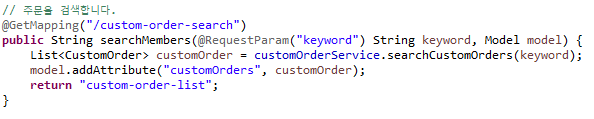 // 주문을 검색합니다.
@GetMapping("/custom-order-search")
public String searchMembers(@RequestParam("keyword") String keyword, Model model) {
    List<CustomOrder> customOrder = customOrderService.searchCustomOrders(keyword);
    model.addAttribute("customOrders", customOrder);
    return "custom-order-list";
}